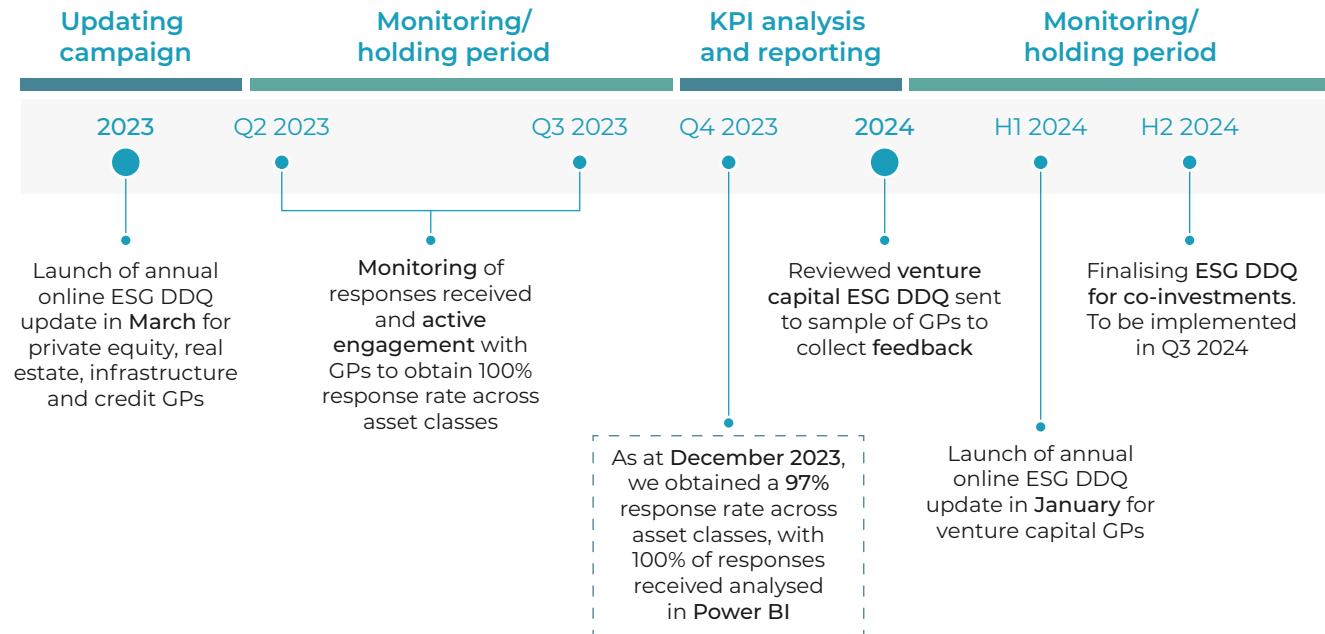 Updating
campaign
Monitoring/
holding period
KPI analysis
and reporting
Monitoring/
holding period
2023
Q2 2023
Q3 2023
Q4 2023
2024
H1 2024
H2 2024
Launch of annual
online ESG DDQ
update in March for
private equity, real
estate, infrastructure
and credit GPs
Monitoring of
responses received
and active
engagement with
GPs to obtain 100%
response rate across
asset classes
As at December 2023,
we obtained a 97%
response rate across
asset classes, with
100% of responses
received analysed
in Power BI
Reviewed venture
capital ESG DDQ sent
to sample of GPs to
collect feedback
Launch of annual
online ESG DDQ
update in January for
venture capital GPs
Finalising ESG DDQ
for co-investments.
To be implemented
in Q3 2024